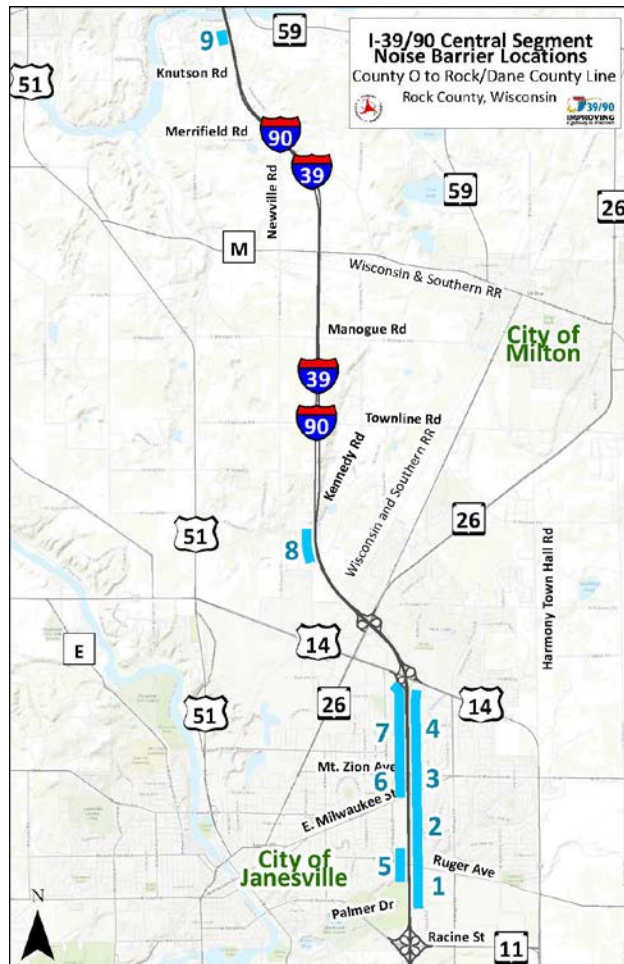 I-39/90 Central Segment
Noise Barrier Locations
County O to Rock/Dane County Line
Rock County, Wisconsin
39/90
IMPROVING
59
9
51
Knutson Rd
Merrifield Rd
90
39
Newville Rd
59
26
M
Wisconsin & Southern RR
Manogue Rd
City of
Milton
39
90
Townline Rd
Kennedy Rd
Wisconsin and Southern RR
26
51
8
Harmony Town Hall Rd
14
E
26
51
14
7
4
Mt. Zion Ave
6
3
E. Milwaukee St
2
City of
Janesville
5
Ruger Ave
1
Palmer Dr
N
Racine St
11